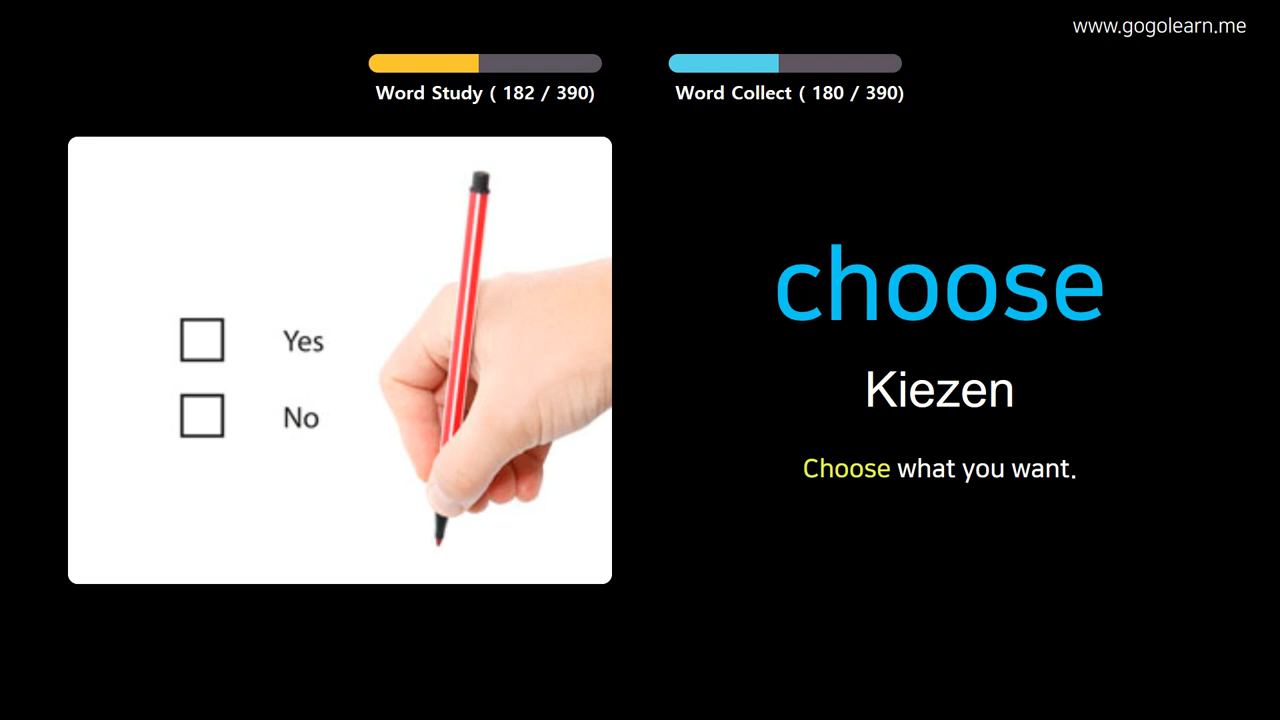 www.gogolearn.me
Word Study ( 182 / 390)
Word Collect ( 180 / 390)
Yes
No
choose
Kiezen
Choose what you want.